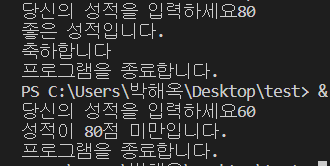 당신의 성적을 입력하세요80
좋은 성적입니다.
축하합니다
프로그램을 종료합니다.
PS C:\Users\박해옥\Desktop\test> &
당신의 성적을 입력하세요60
성적이 80점 미만입니다.
프로그램을 종료합니다.